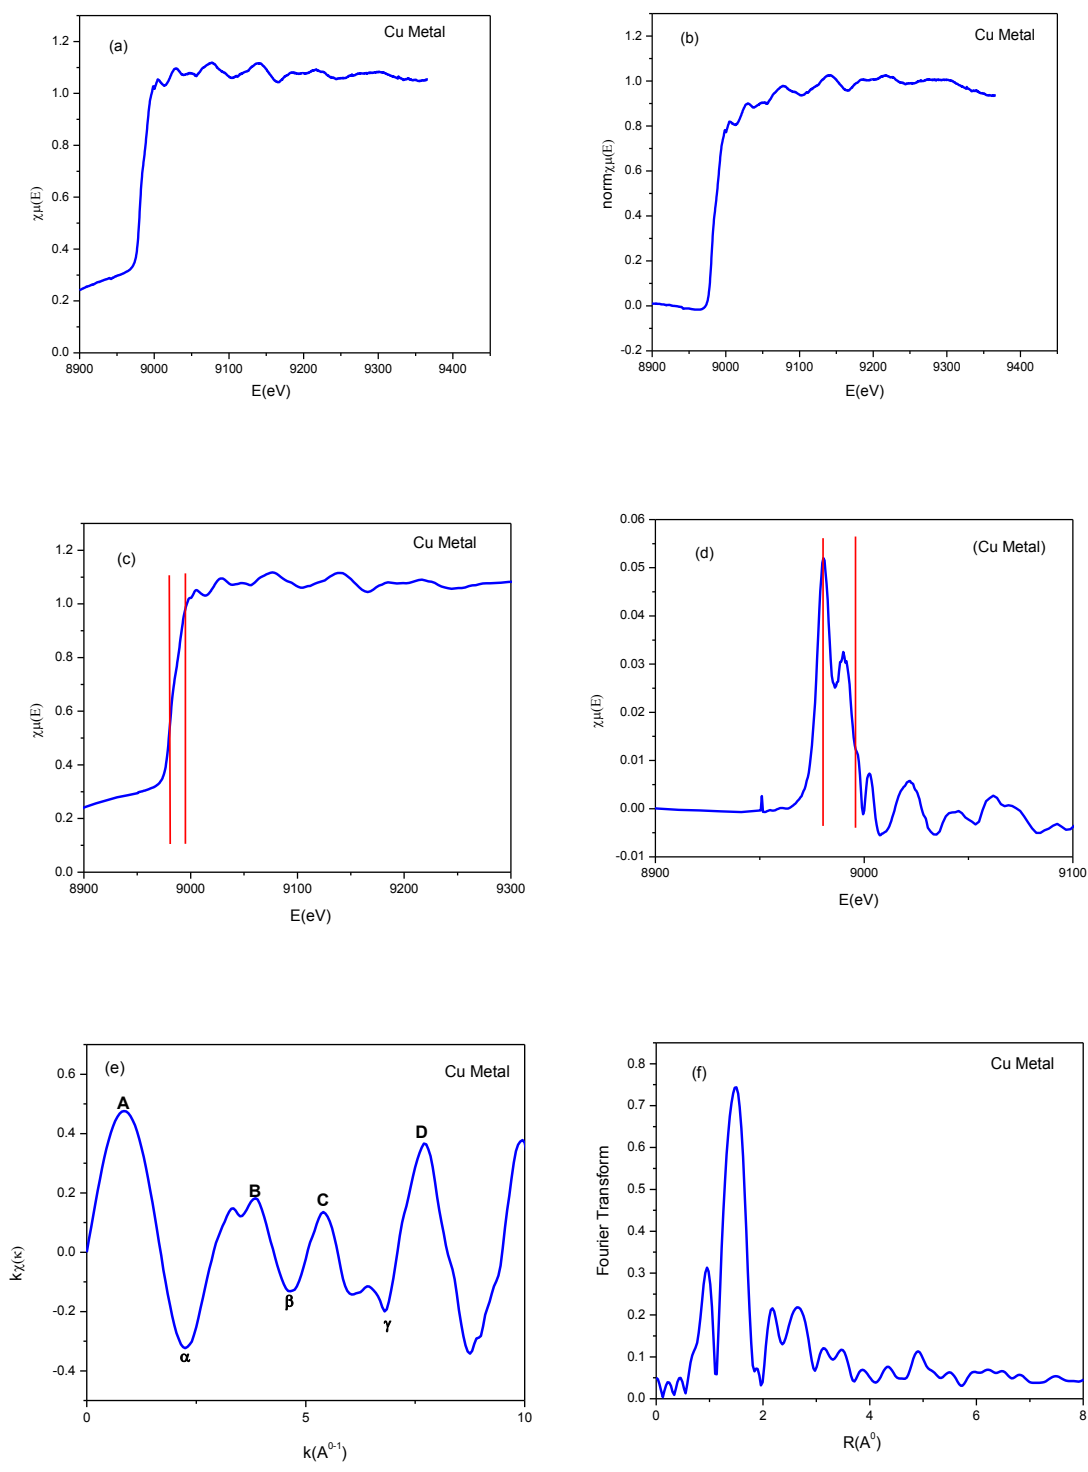 (a)
Cu Metal
χμ(E)
1.2
1.0
0.8
0.6
0.4
0.2
0.0
8900 9000 9100 9200 9300 9400
E(eV)
(b)
Cu Metal
normχμ(E)
1.2
1.0
0.8
0.6
0.4
0.2
0.0
-0.2
8900 9000 9100 9200 9300 9400
E(eV)
(c)
Cu Metal
χμ(E)
1.2
1.0
0.8
0.6
0.4
0.2
0.0
8900 9000 9100 9200 9300
E(eV)
(d)
(Cu Metal)
χμ(E)
0.06
0.05
0.04
0.03
0.02
0.01
0.00
-0.01
8900 9000 9100
E(eV)
(e)
Cu Metal
kχ(κ)
0.6
0.4
0.2
0.0
-0.2
-0.4
A
B
C
D
α
β
γ
0 5 10
k(A⁰⁻¹)
(f)
Cu Metal
Fourier Transform
0.8
0.7
0.6
0.5
0.4
0.3
0.2
0.1
0.0
0 2 4 6 8
R(A⁰)